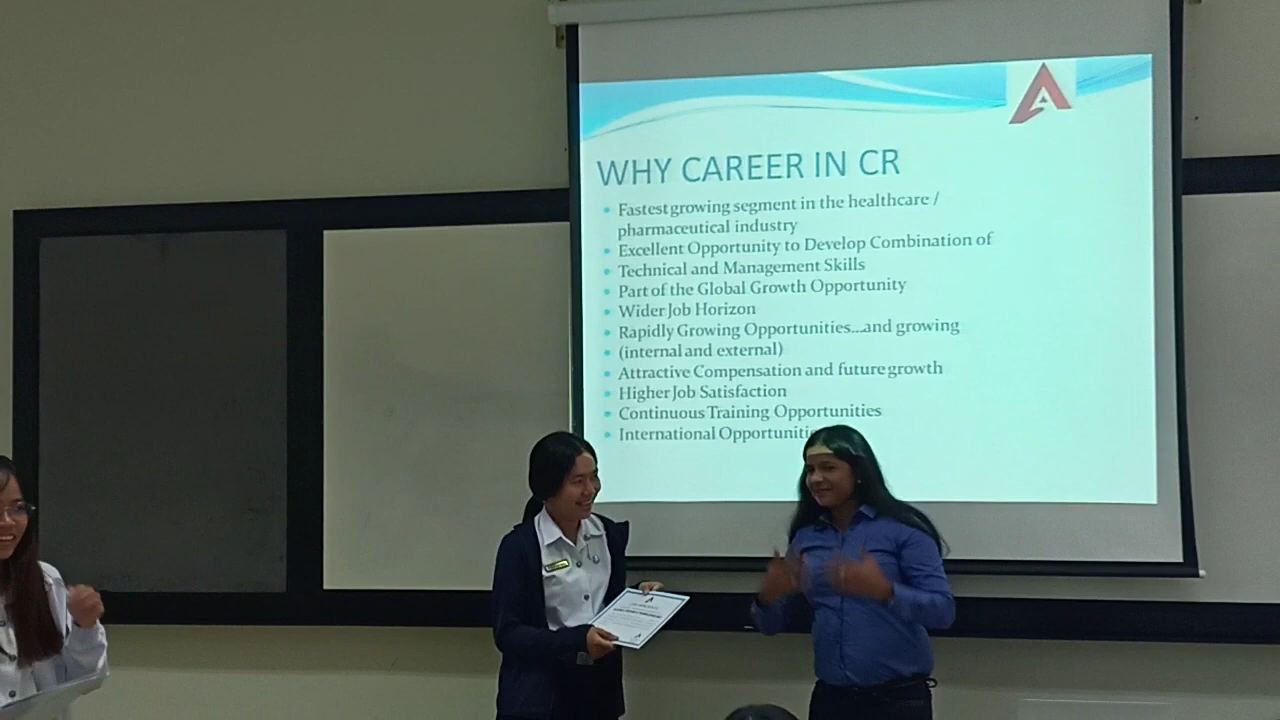 WHY CAREER IN CR
Fastest growing segment in the healthcare /
pharmaceutical industry
Excellent Opportunity to Develop Combination of
Technical and Management Skills
Part of the Global Growth Opportunity
Wider Job Horizon
Rapidly Growing Opportunities...and growing
(internal and external)
Attractive Compensation and future growth
Higher Job Satisfaction
Continuous Training Opportunities
International